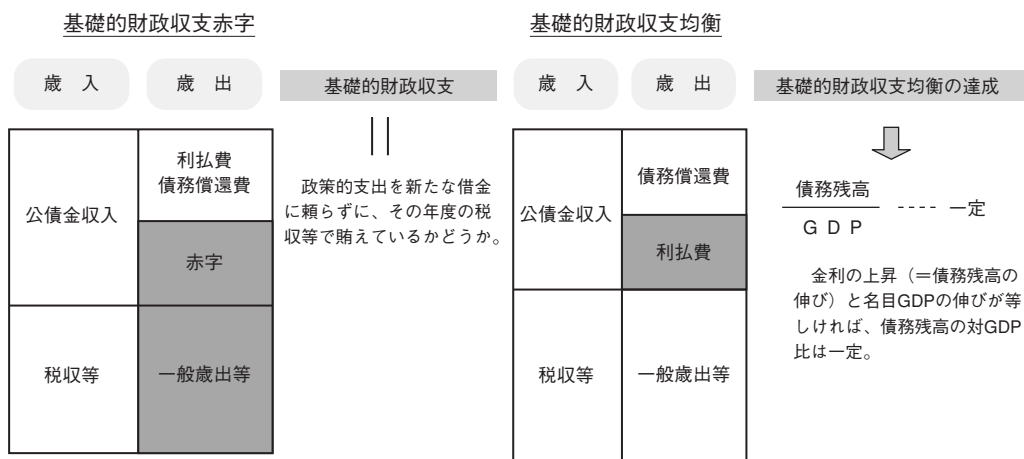 基礎的財政収支赤字
歳　入
歳　出
基礎的財政収支
公債金収入
利払費
債務償還費
赤字
税収等
一般歳出等
政策的支出を新たな借金
に頼らずに、その年度の税
収等で賄えているかどうか。
基礎的財政収支均衡
歳　入
歳　出
基礎的財政収支均衡の達成
公債金収入
債務償還費
利払費
税収等
一般歳出等
債務残高
ＧＤＰ
---- 一定
金利の上昇（＝債務残高の
伸び）と名目GDPの伸びが等
しければ、債務残高の対GDP
比は一定。